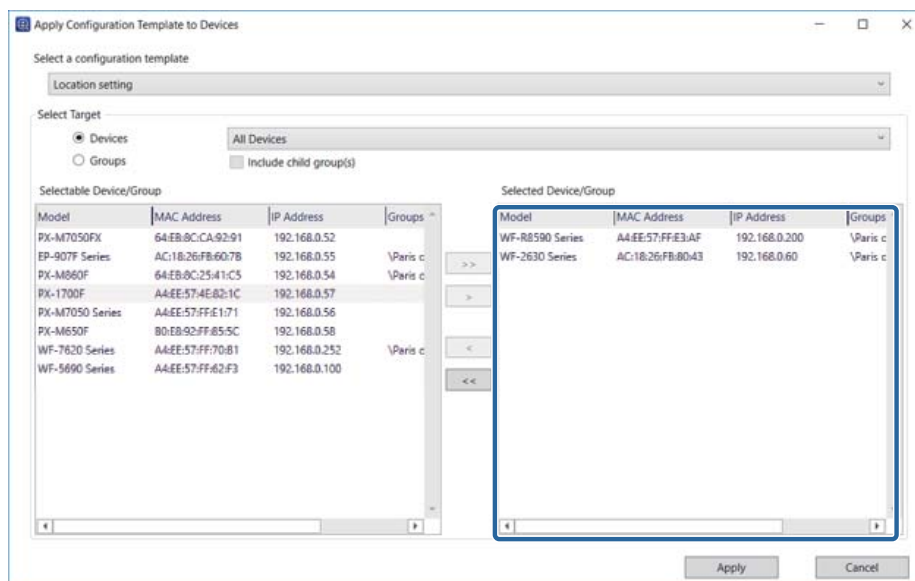 Apply Configuration Template to Devices
Select a configuration template
Location setting
Select Target
Devices
All Devices
Groups
Include child group(s)
Selectable Device/Group
Model MAC Address IP Address Groups
PX-M7050FX 64:EB:8C:CA:92:91 192.168.0.52
EP-907F Series AC:18:26:FB:60:7B 192.168.0.55 \Paris c
PX-M860F 64:EB:8C:25:41:C5 192.168.0.54 \Paris c
PX-1700F A4:EE:57:4E:82:1C 192.168.0.57
PX-M7050 Series A4:EE:57:FF:E1:71 192.168.0.56
PX-M650F B0:E8:92:FF:85:5C 192.168.0.58
WF-7620 Series A4:EE:57:FF:70:81 192.168.0.252 \Paris c
WF-5690 Series A4:EE:57:FF:62:F3 192.168.0.100
>>
>
<
<<
Selected Device/Group
Model MAC Address IP Address Groups
WF-R8590 Series A4:EE:57:FF:E3:AF 192.168.0.200 \Paris c
WF-2630 Series AC:18:26:FB:80:43 192.168.0.60 \Paris c
Apply
Cancel